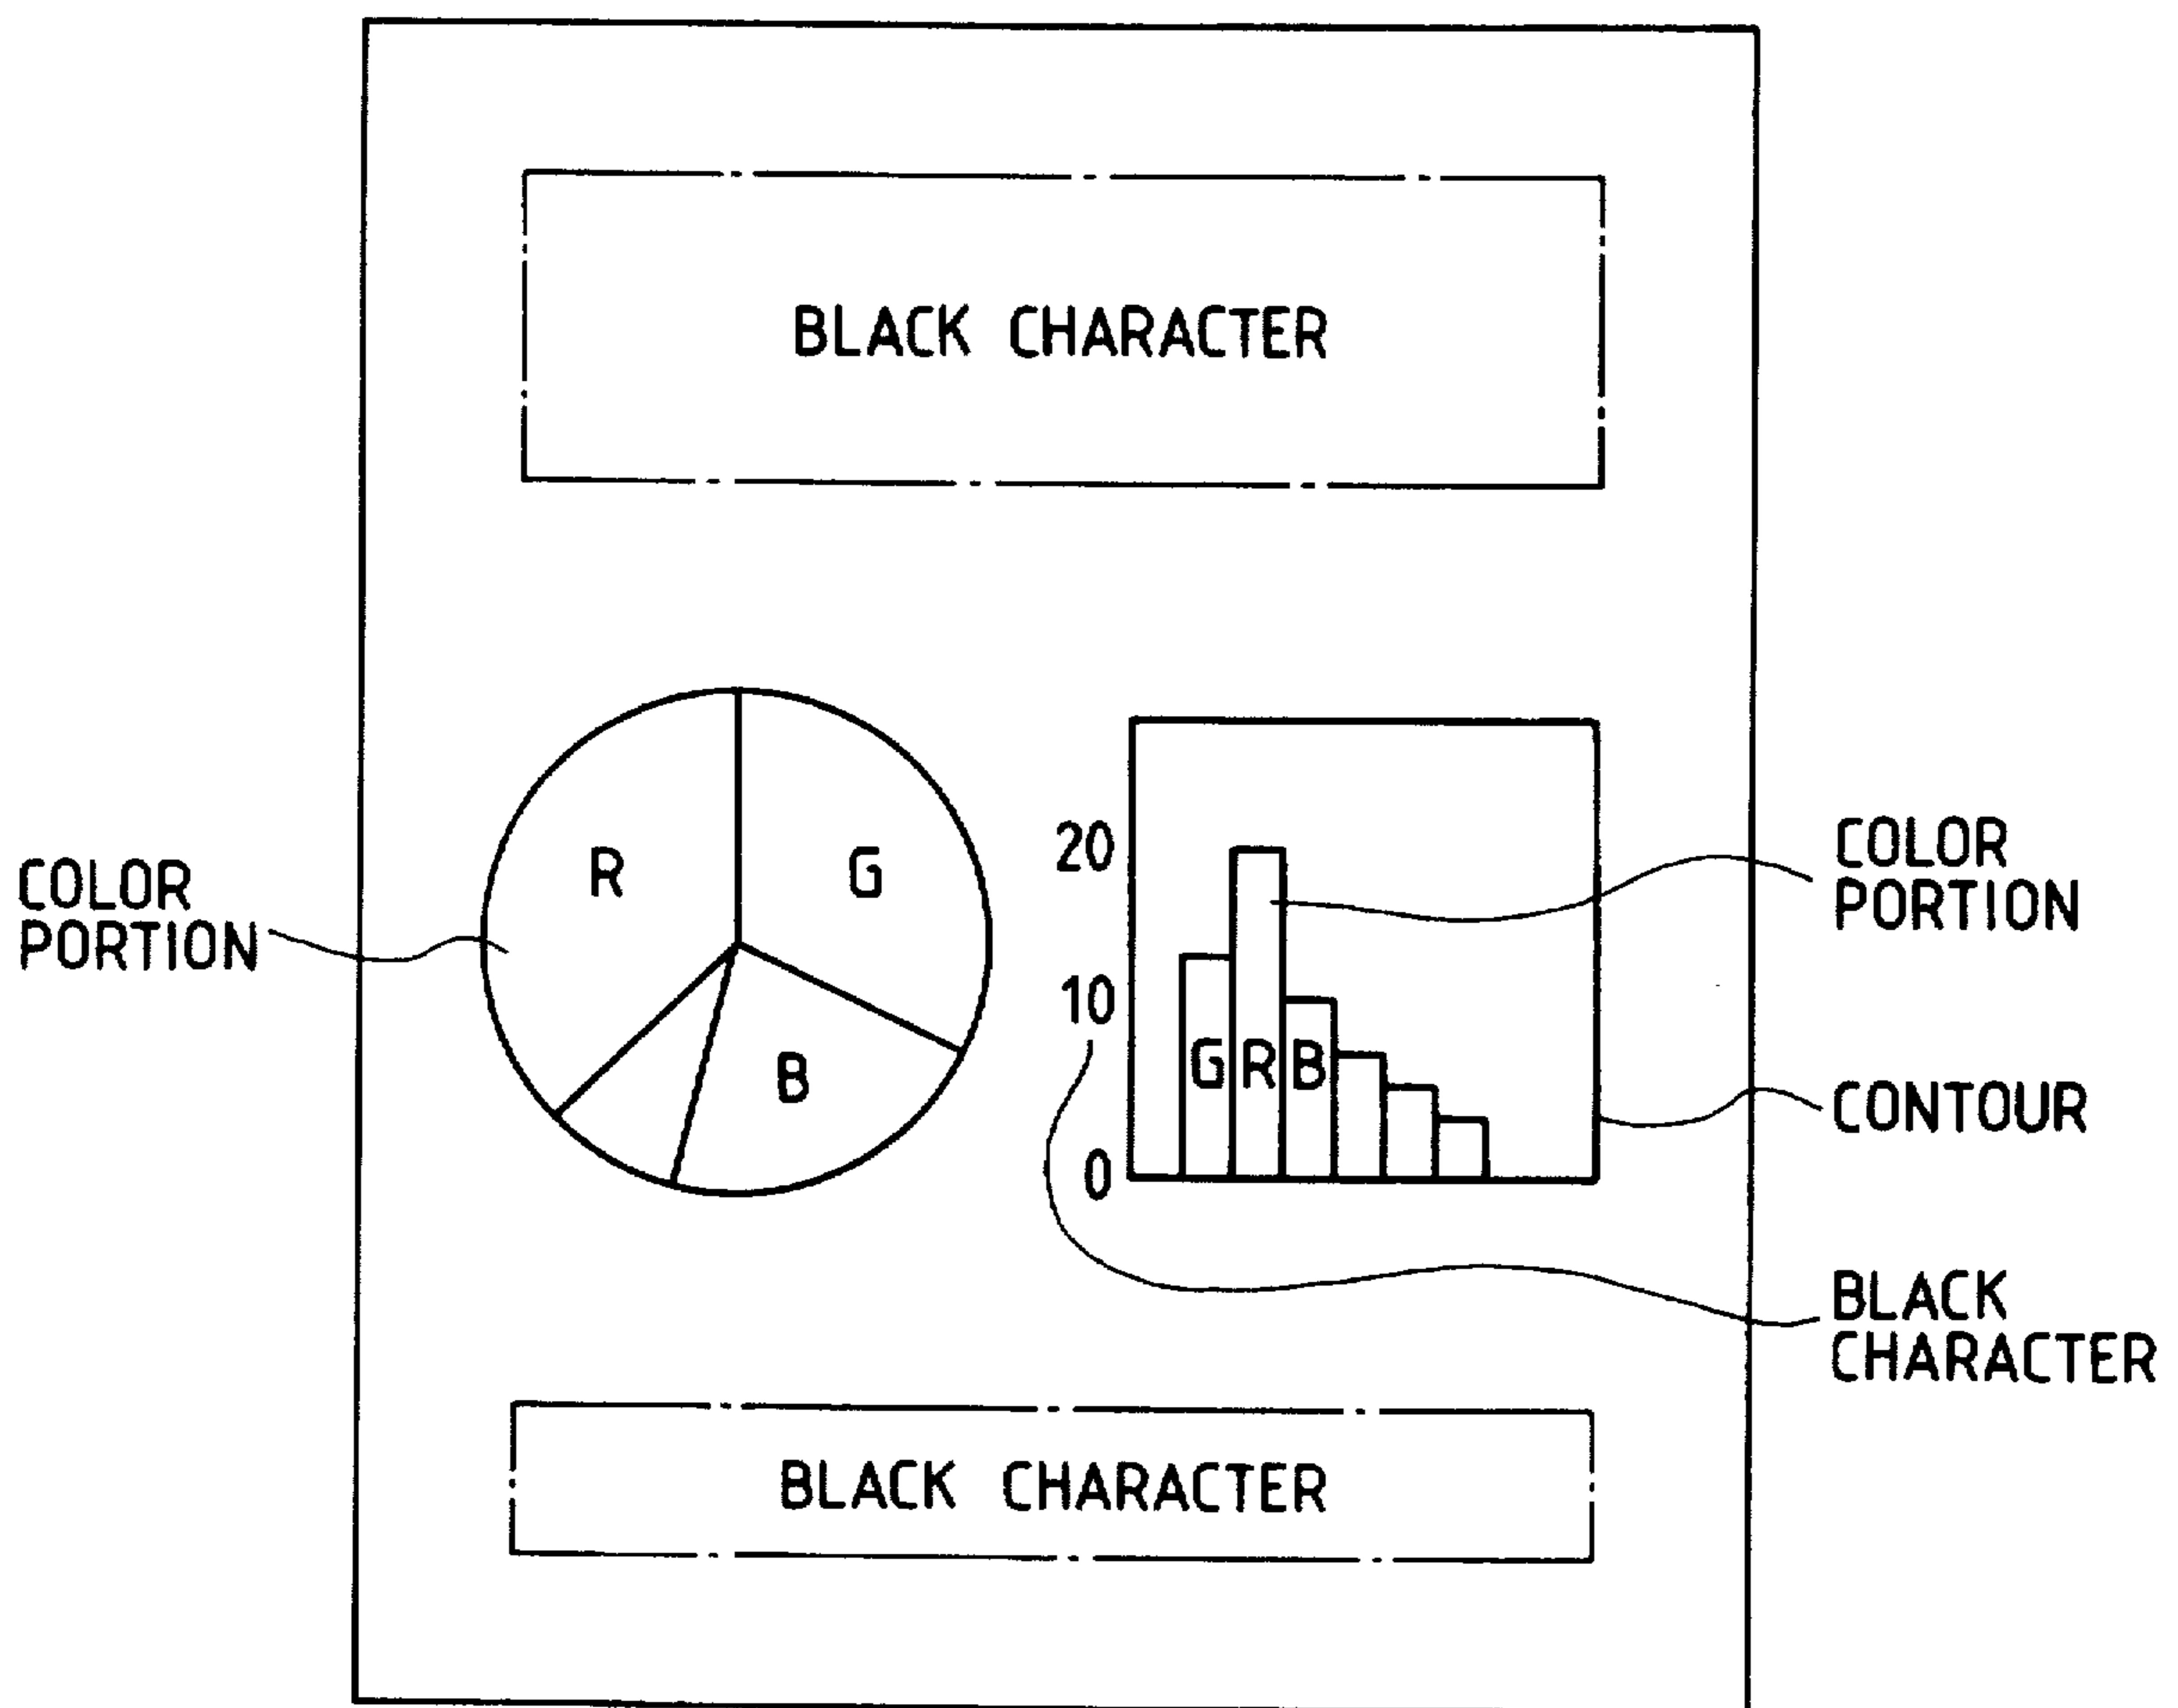 BLACK CHARACTER
R
G
B
COLOR
PORTION
20
10
0
G R B
COLOR
PORTION
CONTOUR
BLACK
CHARACTER
BLACK CHARACTER